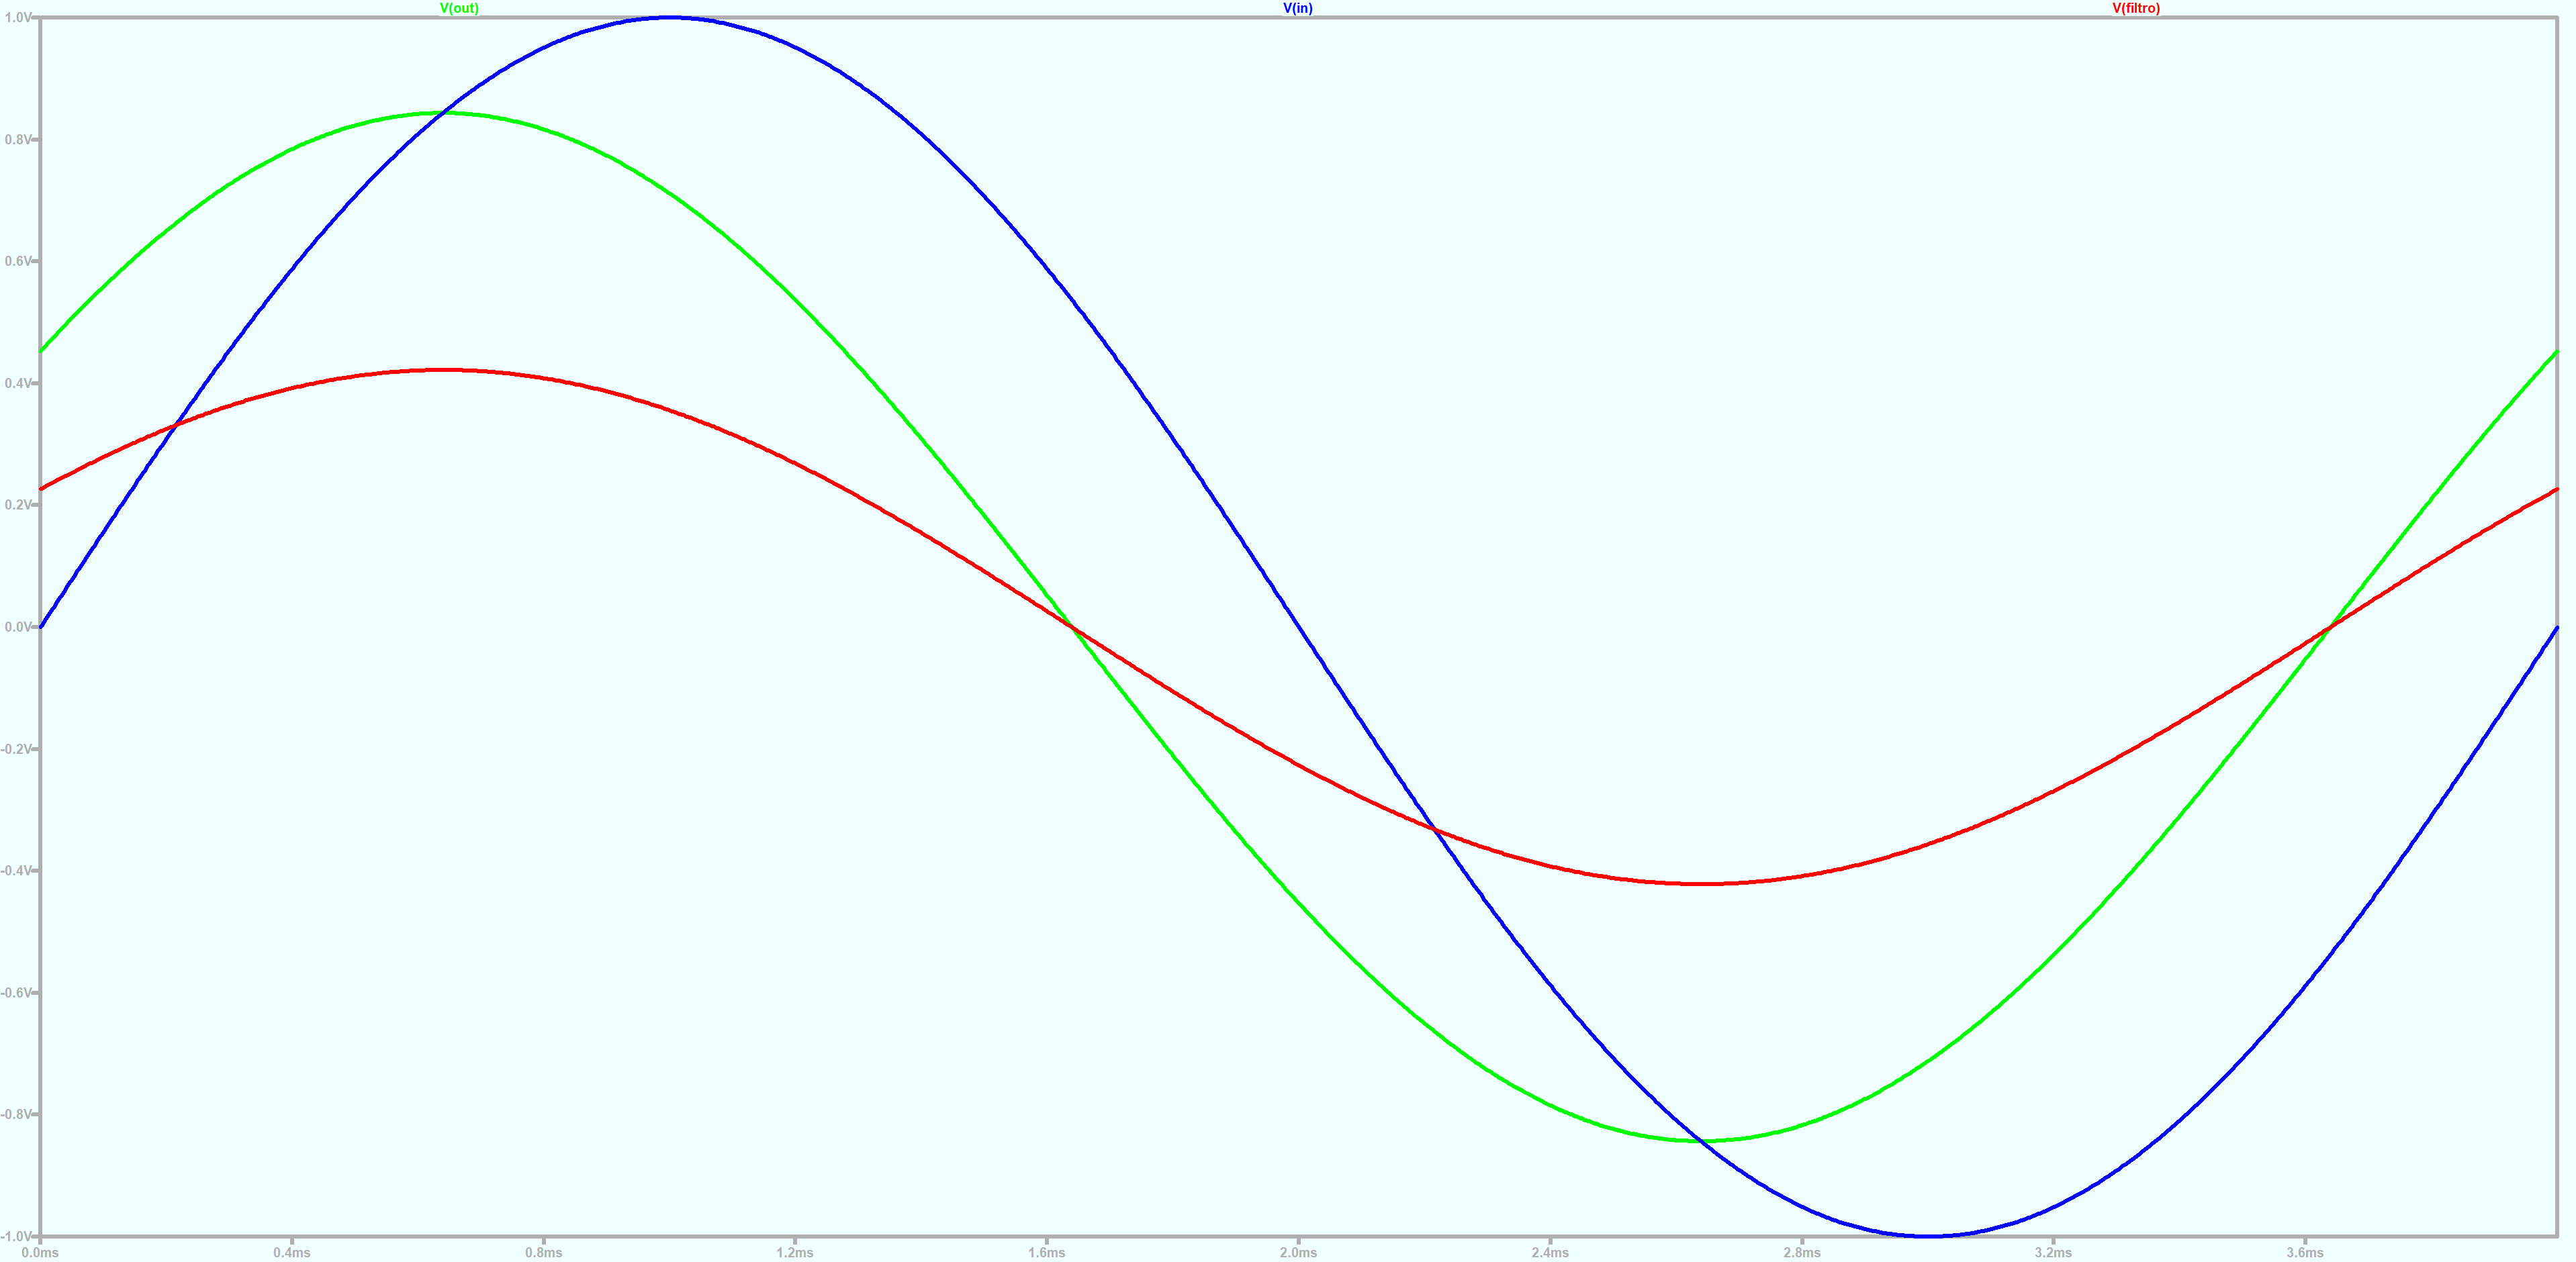 V(out) V(in) V(filtro)
1.0V
0.8V
0.6V
0.4V
0.2V
0.0V
-0.2V
-0.4V
-0.6V
-0.8V
-1.0V
0.0ms 0.4ms 0.8ms 1.2ms 1.6ms 2.0ms 2.4ms 2.8ms 3.2ms 3.6ms